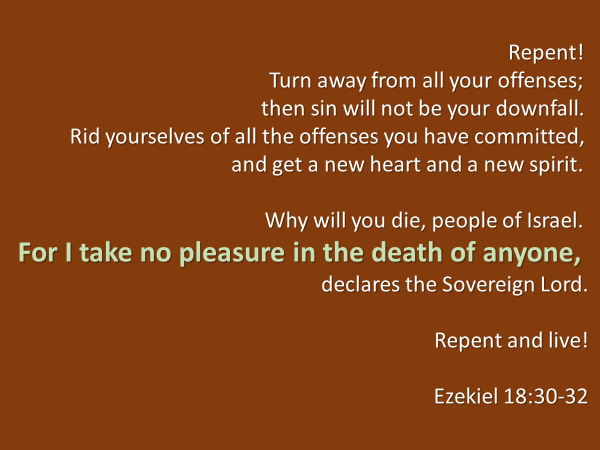 Repent!
Turn away from all your offenses;
then sin will not be your downfall.
Rid yourselves of all the offenses you have committed,
and get a new heart and a new spirit.
Why will you die, people of Israel.
For I take no pleasure in the death of anyone,
declares the Sovereign Lord.
Repent and live!
Ezekiel 18:30-32